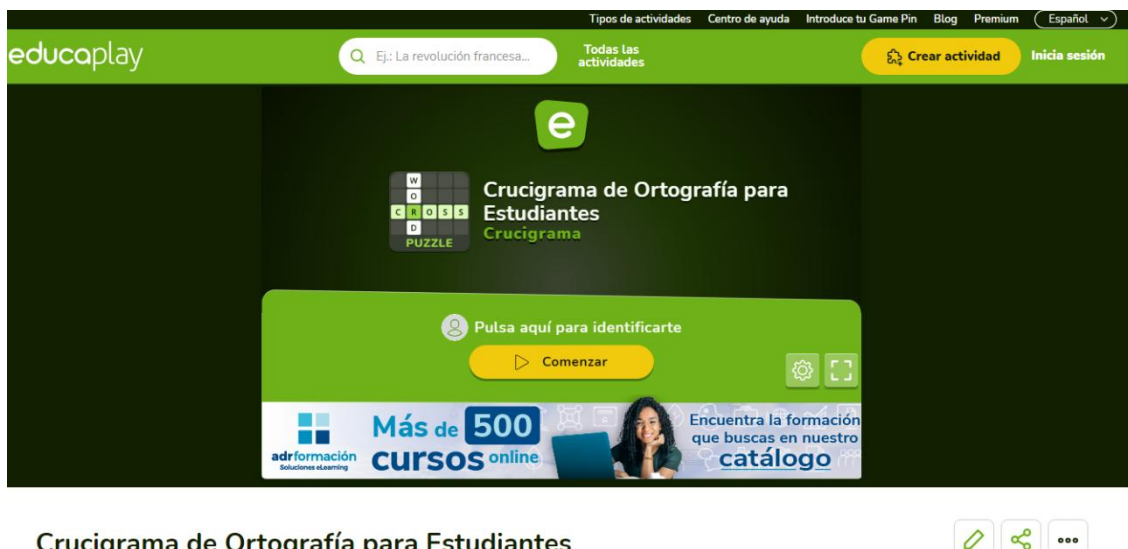 Tipos de actividades Centro de ayuda Introduce tu Game Pin Blog Premium Español
educaplay
Ej.: La revolución francesa...
Todas las
actividades
Crear actividad
Inicia sesión
e
W
O
C R O S S
D
PUZZLE
Crucigrama de Ortografía para
Estudiantes
Crucigrama
Pulsa aquí para identificarte
Comenzar
adrformación
Soluciones eLearning
Más de 500
cursos online
Encuentra la formación
que buscas en nuestro
catálogo
Crucigrama de Ortografía para Estudiantes